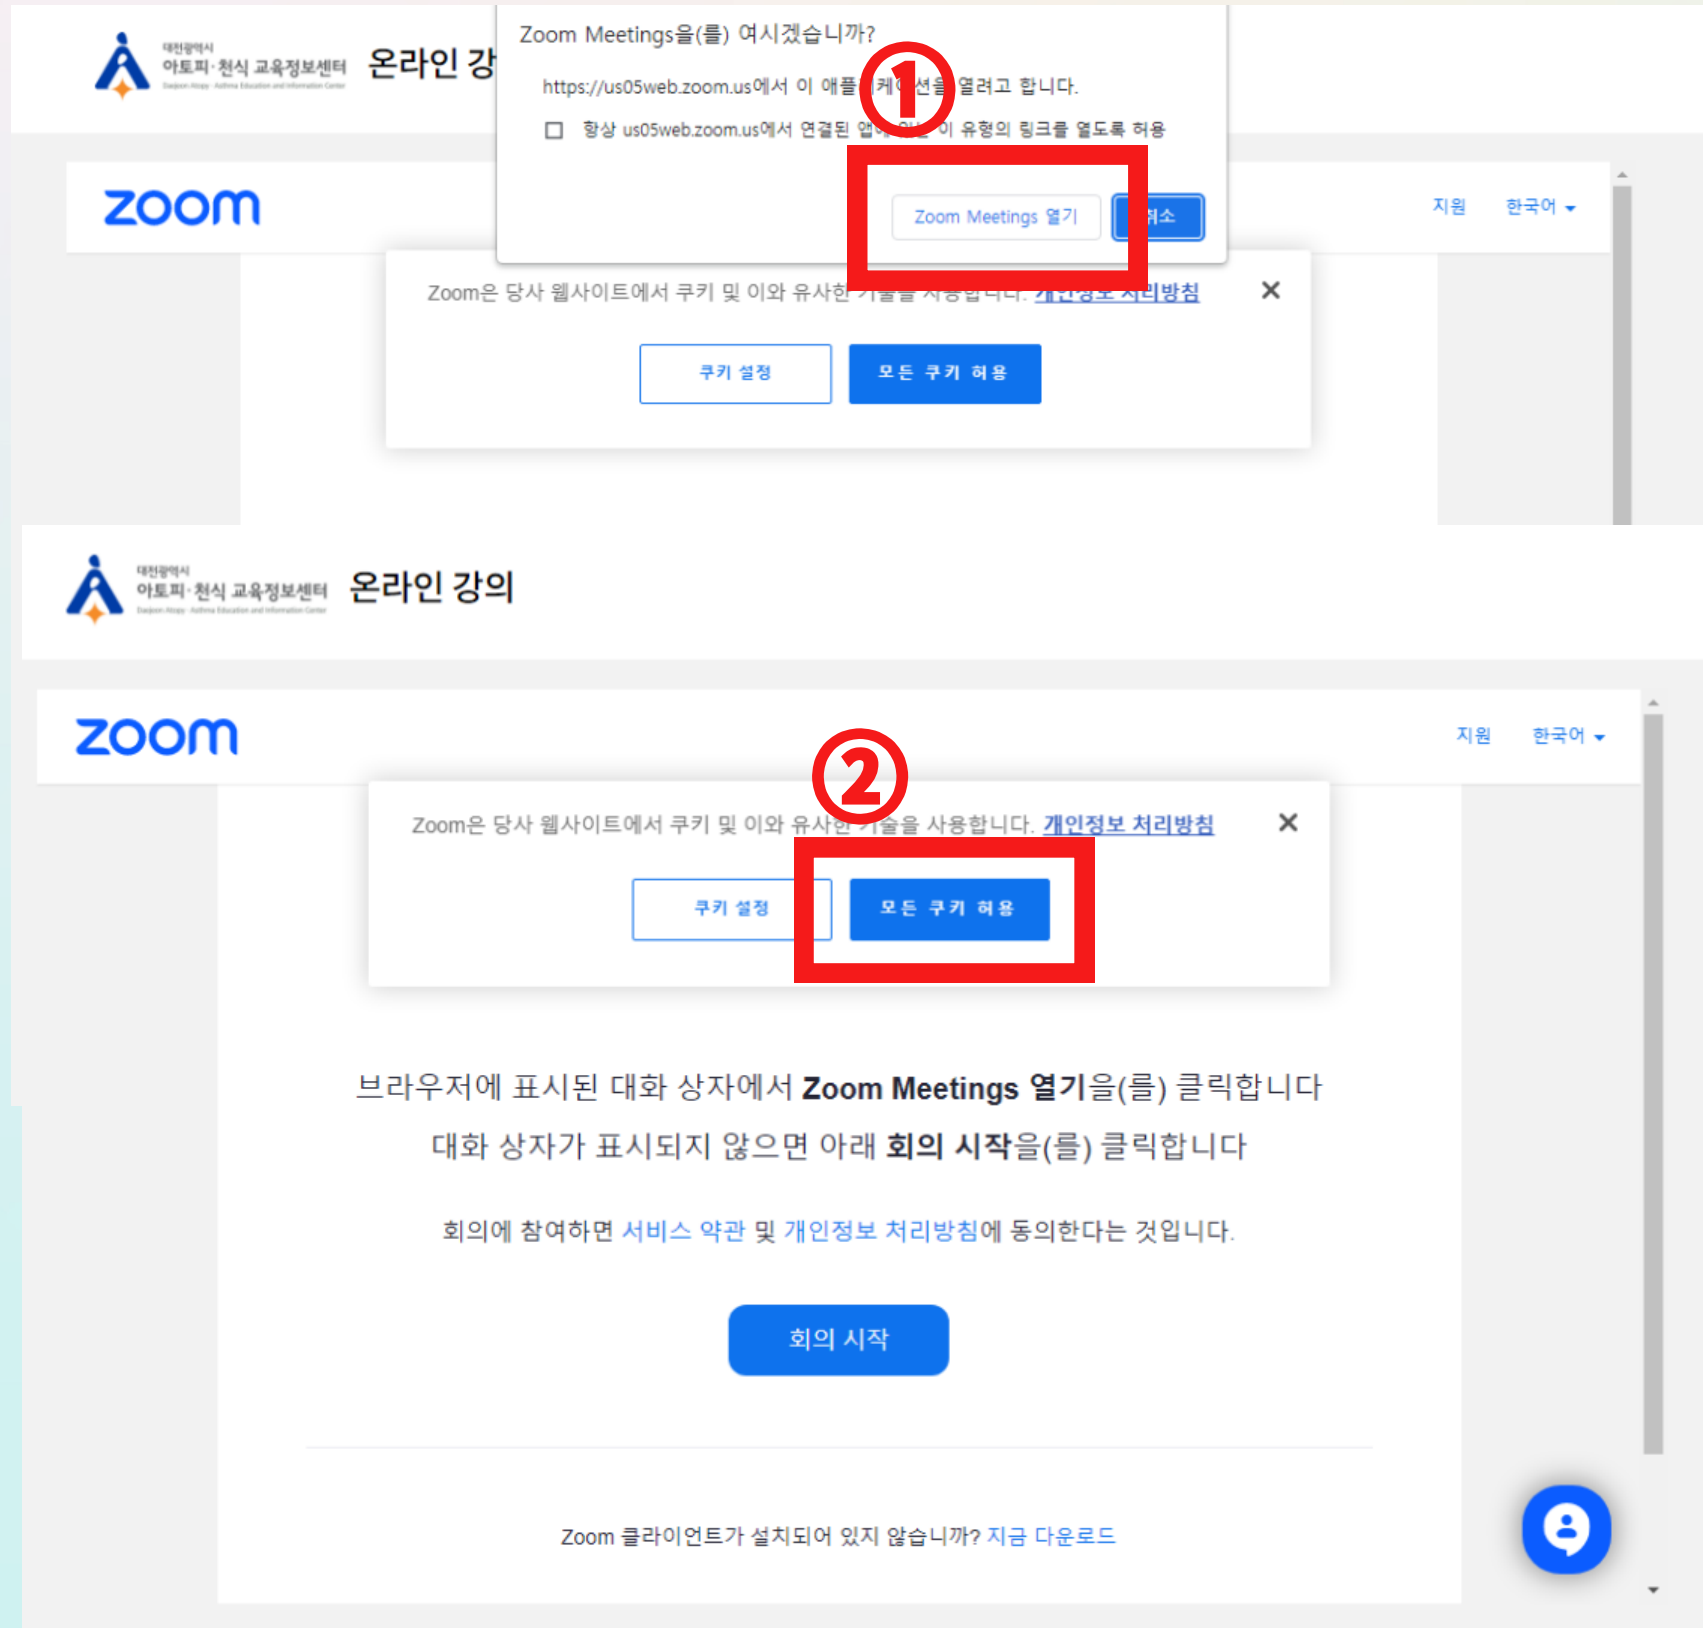 Zoom Meetings을(를) 여시겠습니까?
대전광역시
아토피·천식 교육정보센터
Daejeon Atopy · Asthma Education and Information Center
온라인 강
https://us05web.zoom.us에서 이 애플 케 션을 열려고 합니다.
①
항상 us05web.zoom.us에서 연결된 앱에 이 유형의 링크를 열도록 허용
Zoom Meetings 열기
취소
zoom
지원
한국어
Zoom은 당사 웹사이트에서 쿠키 및 이와 유사한 기술을 사용합니다. 개인정보 처리방침
쿠키 설정
모든 쿠키 허용
대전광역시
아토피·천식 교육정보센터
Daejeon Atopy · Asthma Education and Information Center
온라인 강의
zoom
지원
한국어
②
Zoom은 당사 웹사이트에서 쿠키 및 이와 유사한 기술을 사용합니다. 개인정보 처리방침
쿠키 설정
모든 쿠키 허용
브라우저에 표시된 대화 상자에서 Zoom Meetings 열기을(를) 클릭합니다
대화 상자가 표시되지 않으면 아래 회의 시작을(를) 클릭합니다
회의에 참여하면 서비스 약관 및 개인정보 처리방침에 동의한다는 것입니다.
회의 시작
Zoom 클라이언트가 설치되어 있지 않습니까? 지금 다운로드